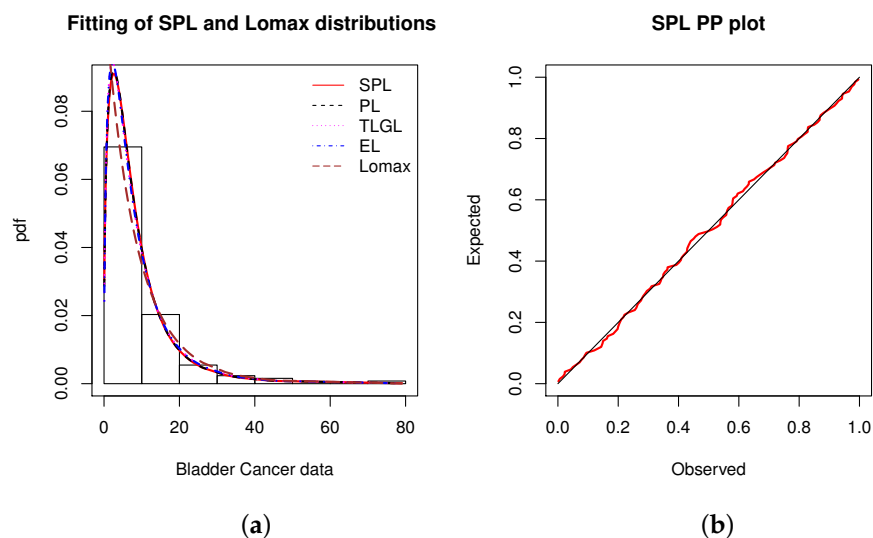 Fitting of SPL and Lomax distributions
SPL
PL
TLGL
EL
Lomax
pdf
0.00 0.02 0.04 0.06 0.08
0 20 40 60 80
Bladder Cancer data
(a)
SPL PP plot
Expected
0.0 0.2 0.4 0.6 0.8 1.0
0.0 0.2 0.4 0.6 0.8 1.0
Observed
(b)